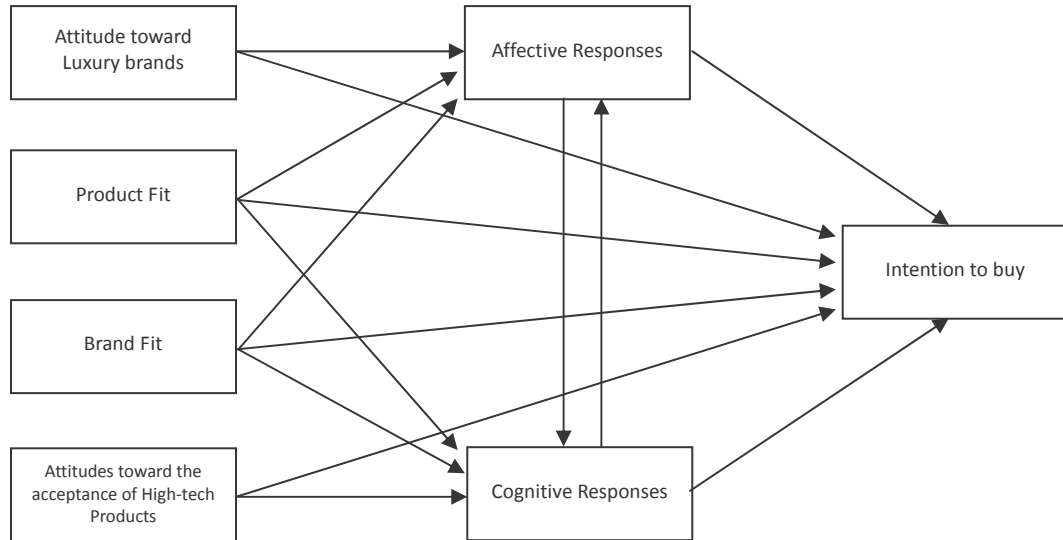 Attitude toward
Luxury brands
Affective Responses
Product Fit
Intention to buy
Brand Fit
Attitudes toward the
acceptance of High-tech
Products
Cognitive Responses